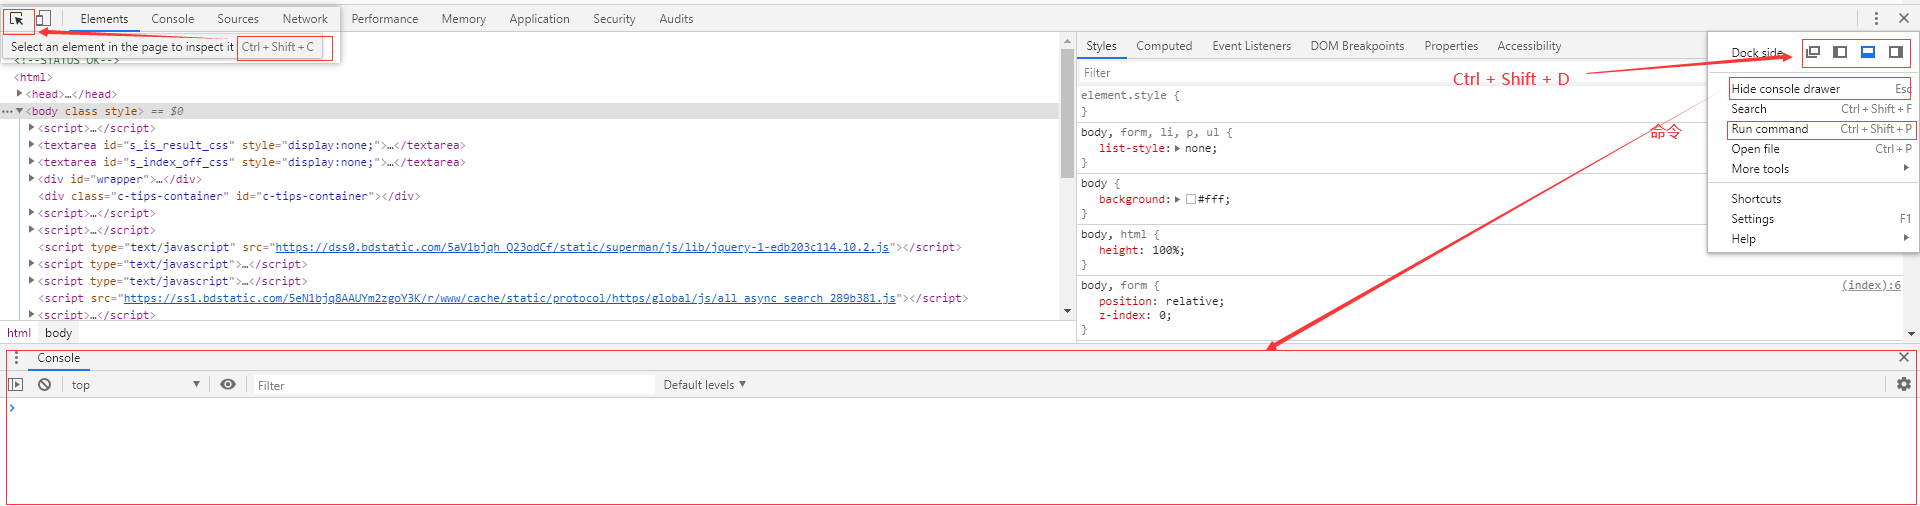 Elements Console Sources Network Performance Memory Application Security Audits
Select an element in the page to inspect it Ctrl + Shift + C
<!--STATUS OK-->
<html>
<head>…</head>
<body class style> == $0
<script>…</script>
<textarea id="s_is_result_css" style="display:none;">…</textarea>
<textarea id="s_index_off_css" style="display:none;">…</textarea>
<div id="wrapper">…</div>
<div class="c-tips-container" id="c-tips-container"></div>
<script>…</script>
<script>…</script>
<script type="text/javascript" src="https://dss0.bdstatic.com/5aV1bjqh_Q23odCf/static/superman/js/lib/jquery-1-edb203c114.10.2.js"></script>
<script type="text/javascript">…</script>
<script type="text/javascript">…</script>
<script src="https://ss1.bdstatic.com/5eN1bjq8AAUYm2zgoY3K/r/www/cache/static/protocol/https/global/js/all_async_search_289b381.js"></script>
<script>…</script>
html body
Styles Computed Event Listeners DOM Breakpoints Properties Accessibility
Filter
element.style {
}
body, form, li, p, ul {
list-style: none;
}
body {
background: #fff;
}
body, html {
height: 100%;
}
body, form {
(index):6
position: relative;
z-index: 0;
}
Ctrl + Shift + D
命令
Dock side
Hide console drawer Esc
Search Ctrl + Shift + F
Run command Ctrl + Shift + P
Open file Ctrl + P
More tools
Shortcuts
Settings F1
Help
Console
top Filter Default levels